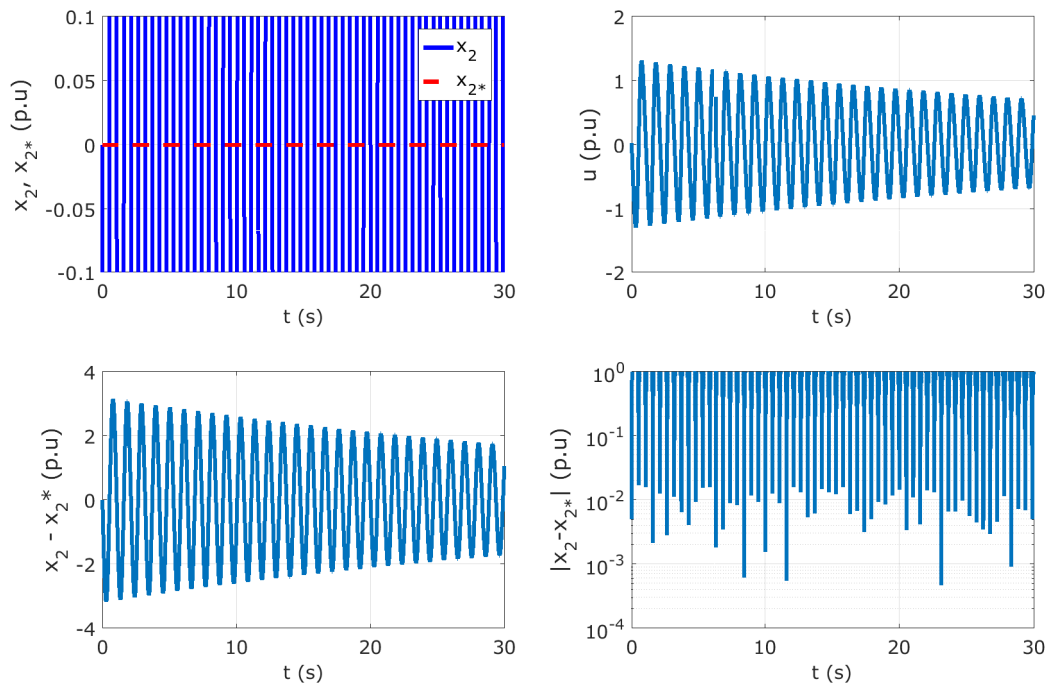 0.1
0.05
0
-0.05
-0.1
x2, x2* (p.u)
x2
x2*
0 10 20 30
t (s)
2
1
0
-1
-2
u (p.u)
0 10 20 30
t (s)
4
2
0
-2
-4
x2 - x2* (p.u)
0 10 20 30
t (s)
10^0
10^-1
10^-2
10^-3
10^-4
|x2-x2*| (p.u)
0 10 20 30
t (s)